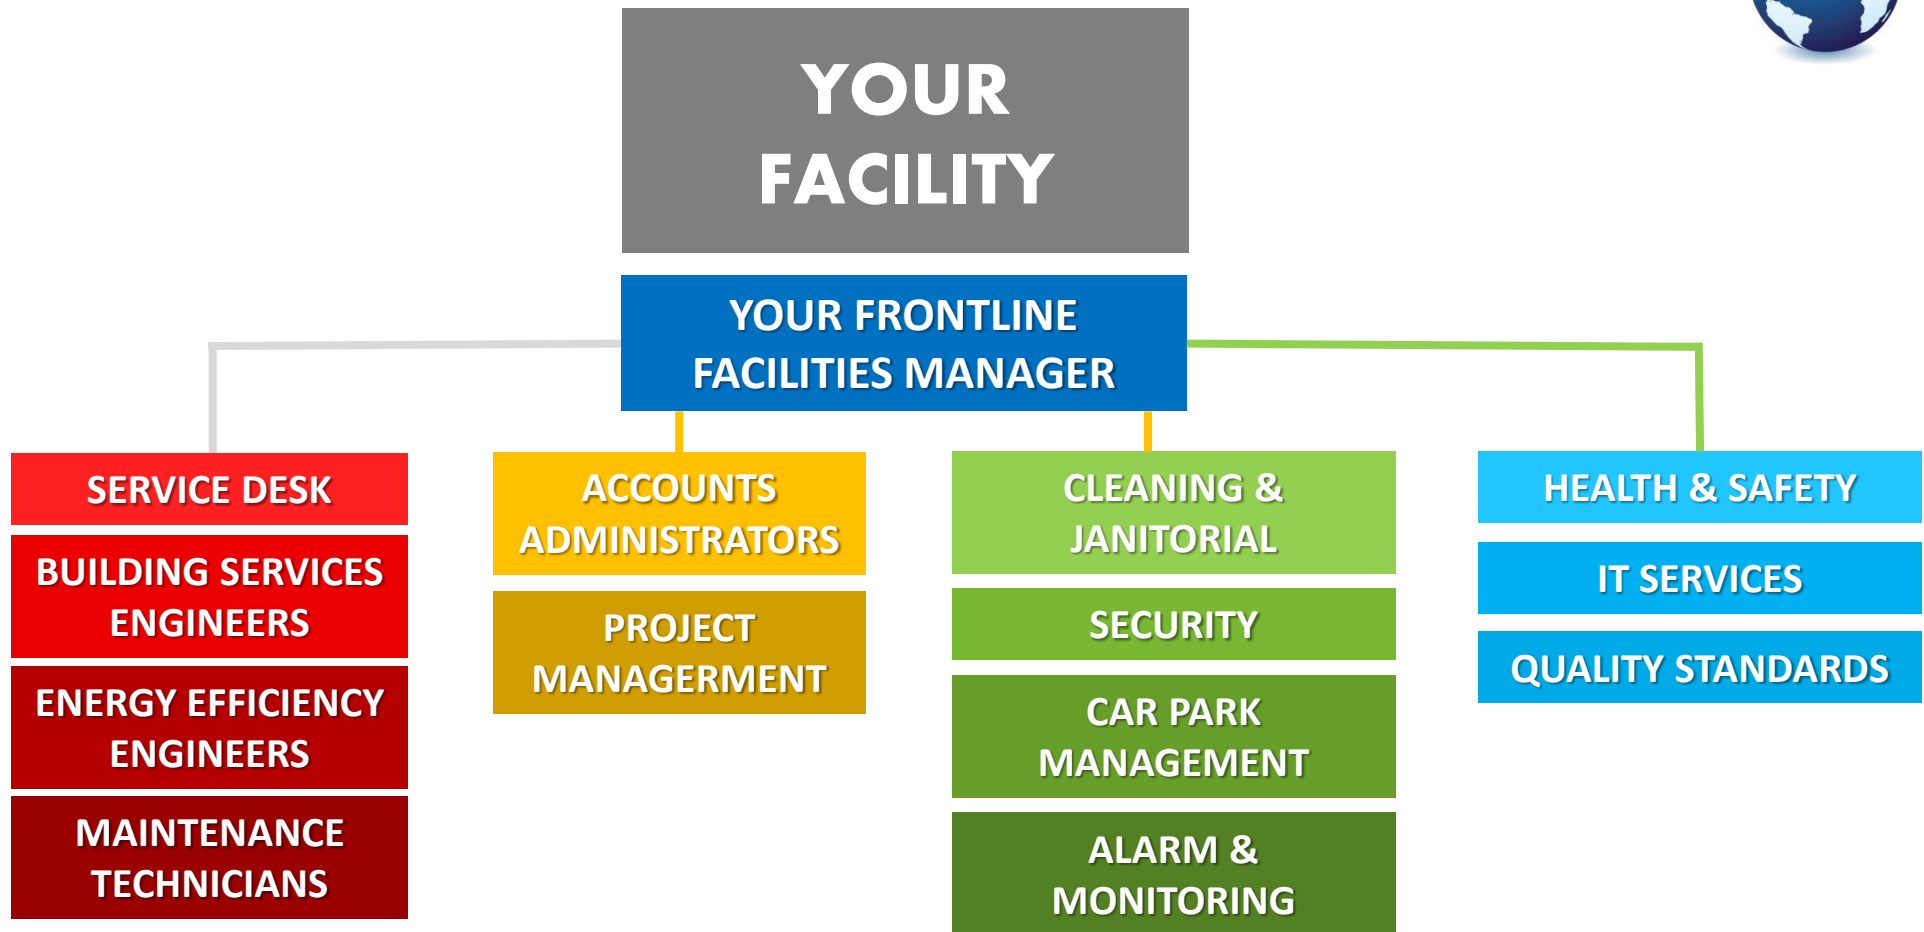 YOUR
FACILITY
YOUR FRONTLINE
FACILITIES MANAGER
SERVICE DESK
BUILDING SERVICES
ENGINEERS
ENERGY EFFICIENCY
ENGINEERS
MAINTENANCE
TECHNICIANS
ACCOUNTS
ADMINISTRATORS
PROJECT
MANAGERMENT
CLEANING &
JANITORIAL
SECURITY
CAR PARK
MANAGEMENT
ALARM &
MONITORING
HEALTH & SAFETY
IT SERVICES
QUALITY STANDARDS